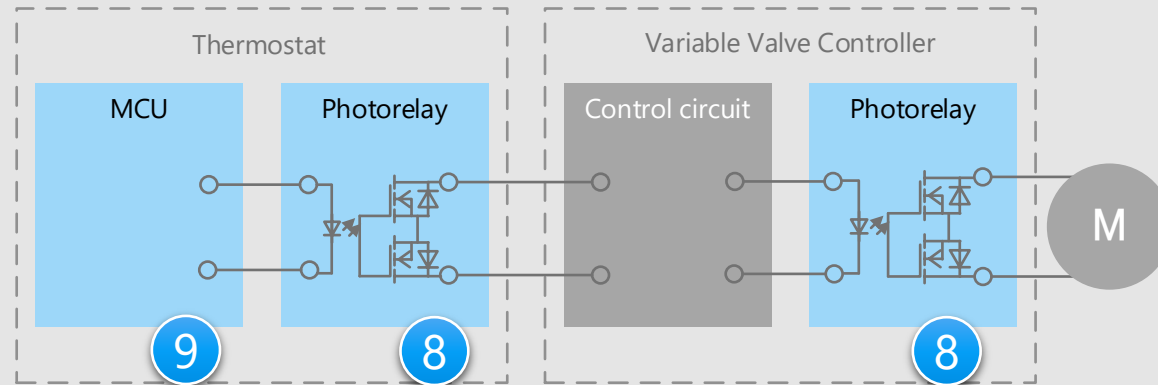 Thermostat
Variable Valve Controller
MCU
Photorelay
Control circuit
Photorelay
M
9
8
8